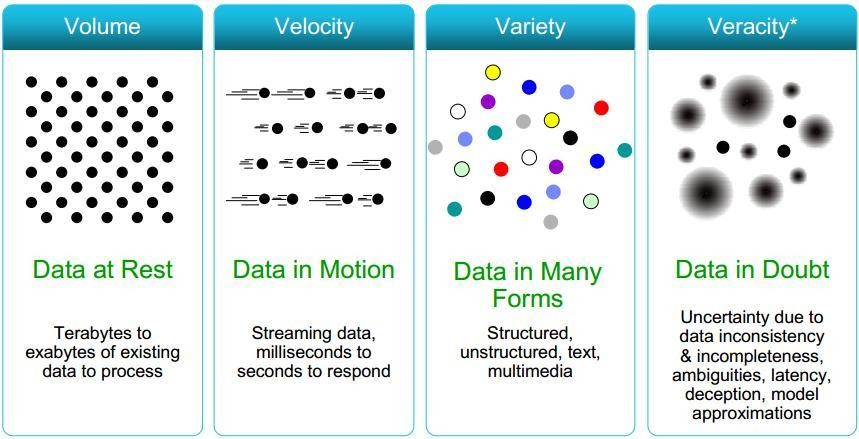 Volume
Data at Rest
Terabytes to
exabytes of existing
data to process
Velocity
Data in Motion
Streaming data,
milliseconds to
seconds to respond
Variety
Data in Many
Forms
Structured,
unstructured, text,
multimedia
Veracity*
Data in Doubt
Uncertainty due to
data inconsistency
& incompleteness,
ambiguities, latency,
deception, model
approximations